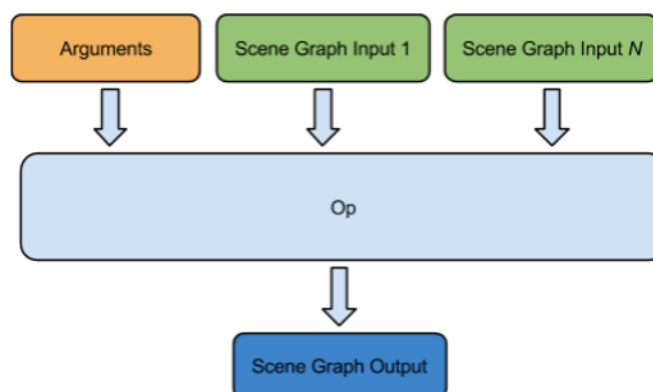 Arguments
Scene Graph Input 1
Scene Graph Input N
Op
Scene Graph Output